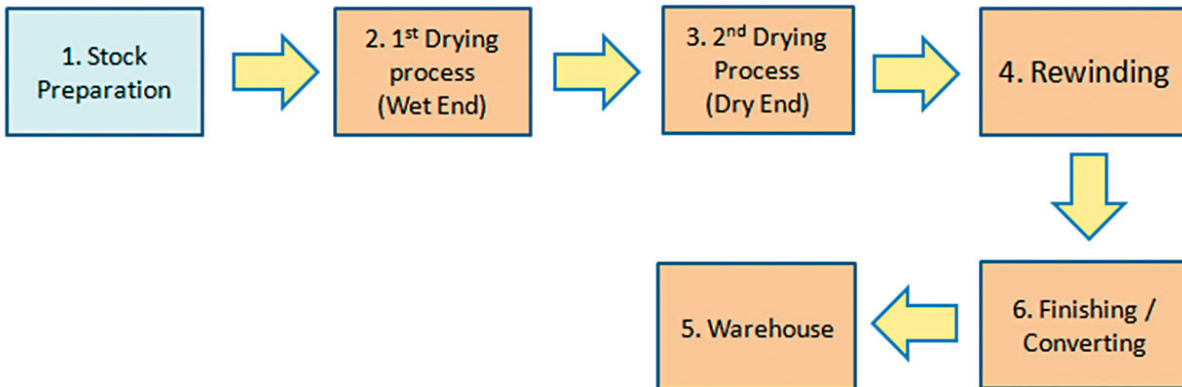 1. Stock
Preparation
2. 1st Drying
process
(Wet End)
3. 2nd Drying
Process
(Dry End)
4. Rewinding
5. Warehouse
6. Finishing /
Converting